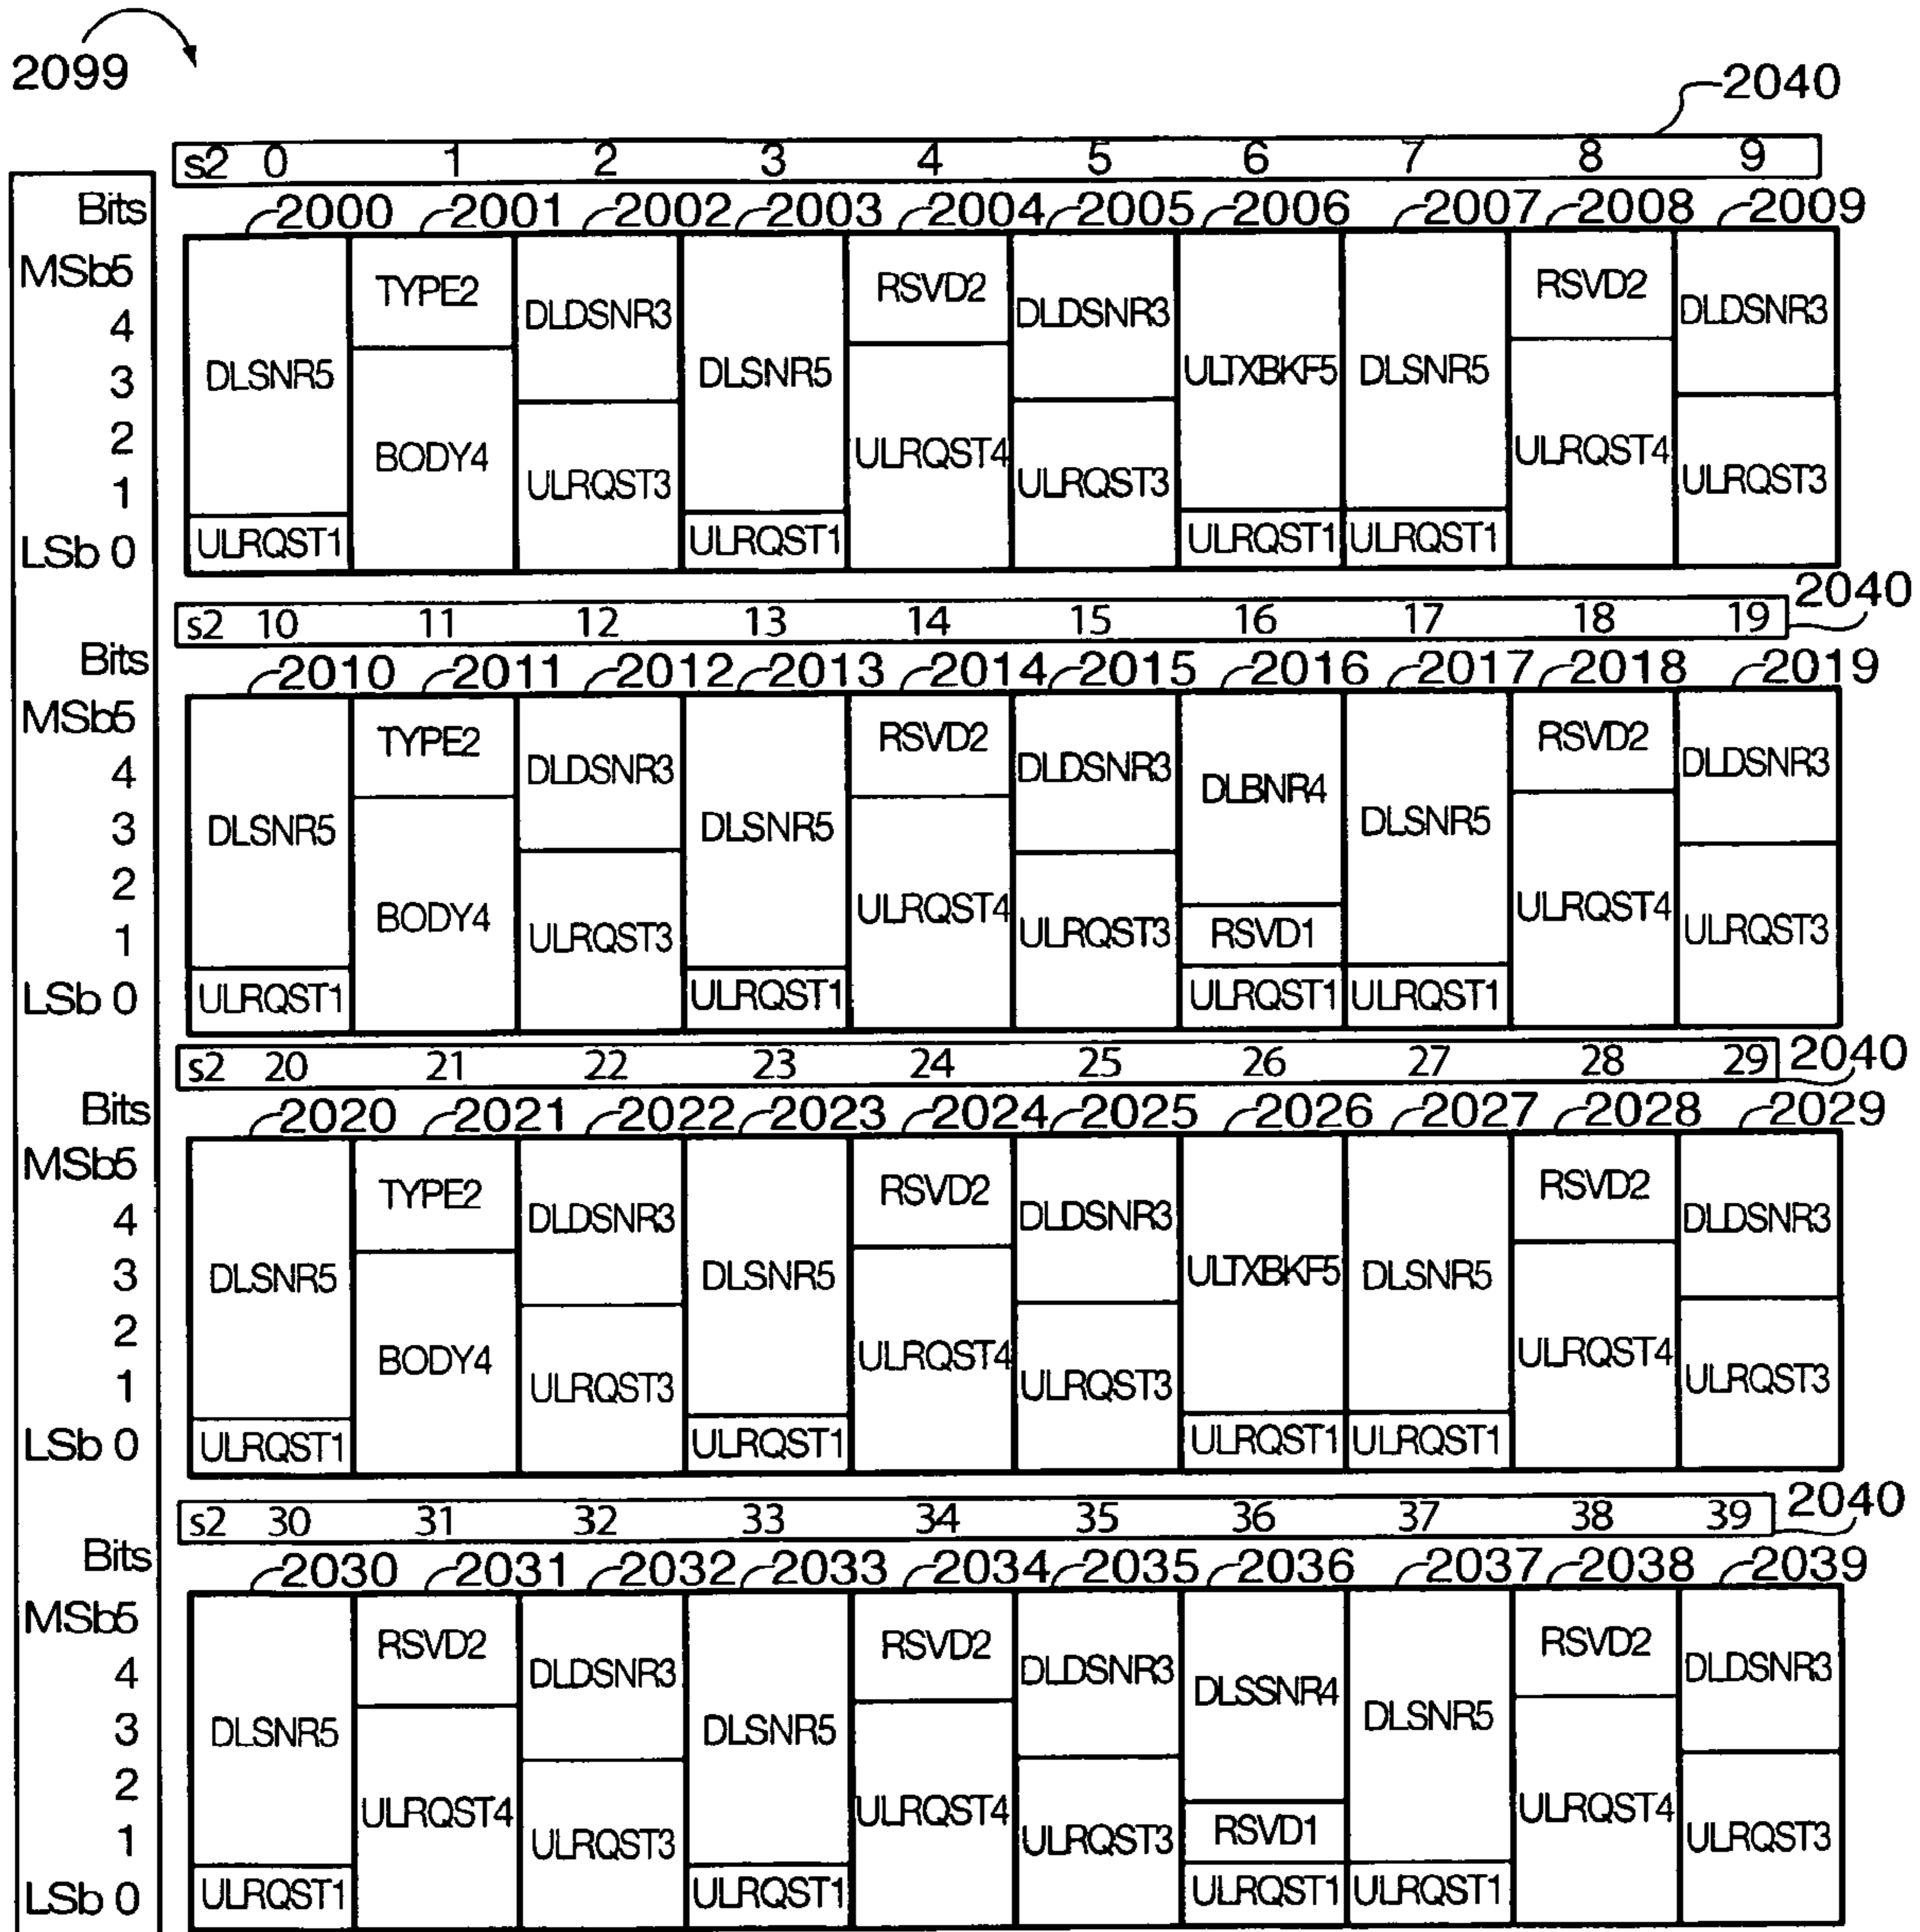 2099
2040
s2 0 1 2 3 4 5 6 7 8 9
Bits 2000 2001 2002 2003 2004 2005 2006 2007 2008 2009
MSb5
4
3
2
1
LSb 0
DLSNR5 ULRQST1
TYPE2 BODY4
DLDSNR3 ULRQST3
DLSNR5 ULRQST1
RSVD2 ULRQST4
DLDSNR3 ULRQST3
ULTXBKF5 ULRQST1
DLSNR5 ULRQST1
RSVD2 ULRQST4
DLDSNR3 ULRQST3
s2 10 11 12 13 14 15 16 17 18 19 2040
Bits 2010 2011 2012 2013 2014 2015 2016 2017 2018 2019
MSb5
4
3
2
1
LSb 0
DLSNR5 ULRQST1
TYPE2 BODY4
DLDSNR3 ULRQST3
DLSNR5 ULRQST1
RSVD2 ULRQST4
DLDSNR3 ULRQST3
DLBNR4 RSVD1 ULRQST1
DLSNR5 ULRQST1
RSVD2 ULRQST4
DLDSNR3 ULRQST3
s2 20 21 22 23 24 25 26 27 28 29 2040
Bits 2020 2021 2022 2023 2024 2025 2026 2027 2028 2029
MSb5
4
3
2
1
LSb 0
DLSNR5 ULRQST1
TYPE2 BODY4
DLDSNR3 ULRQST3
DLSNR5 ULRQST1
RSVD2 ULRQST4
DLDSNR3 ULRQST3
ULTXBKF5 ULRQST1
DLSNR5 ULRQST1
RSVD2 ULRQST4
DLDSNR3 ULRQST3
s2 30 31 32 33 34 35 36 37 38 39 2040
Bits 2030 2031 2032 2033 2034 2035 2036 2037 2038 2039
MSb5
4
3
2
1
LSb 0
DLSNR5 ULRQST1
RSVD2 ULRQST4
DLDSNR3 ULRQST3
DLSNR5 ULRQST1
RSVD2 ULRQST4
DLDSNR3 ULRQST3
DLSSNR4 RSVD1 ULRQST1
DLSNR5 ULRQST1
RSVD2 ULRQST4
DLDSNR3 ULRQST3